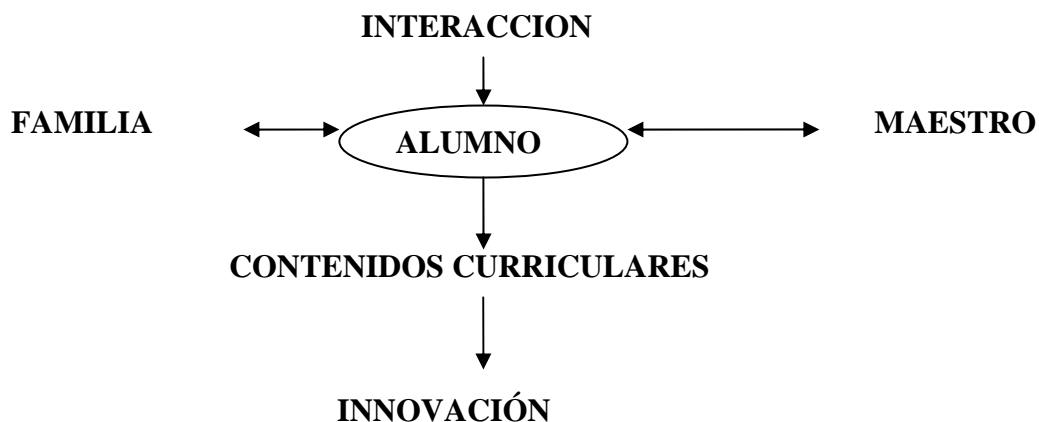 INTERACCION
FAMILIA
ALUMNO
MAESTRO
CONTENIDOS CURRICULARES
INNOVACIÓN